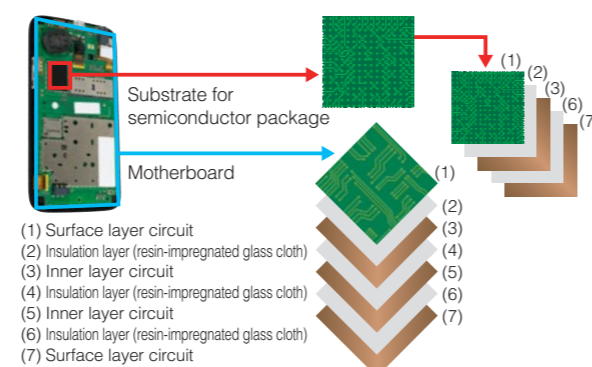 (1)
(2)
(3)
(6)
(7
Substrate for
semiconductor package
Motherboard
(1)
(2)
(3)
(4)
(5)
(6)
(7)
(1) Surface layer circuit
(2) Insulation layer (resin-impregnated glass cloth)
(3) Inner layer circuit
(4) Insulation layer (resin-impregnated glass cloth)
(5) Inner layer circuit
(6) Insulation layer (resin-impregnated glass cloth)
(7) Surface layer circuit